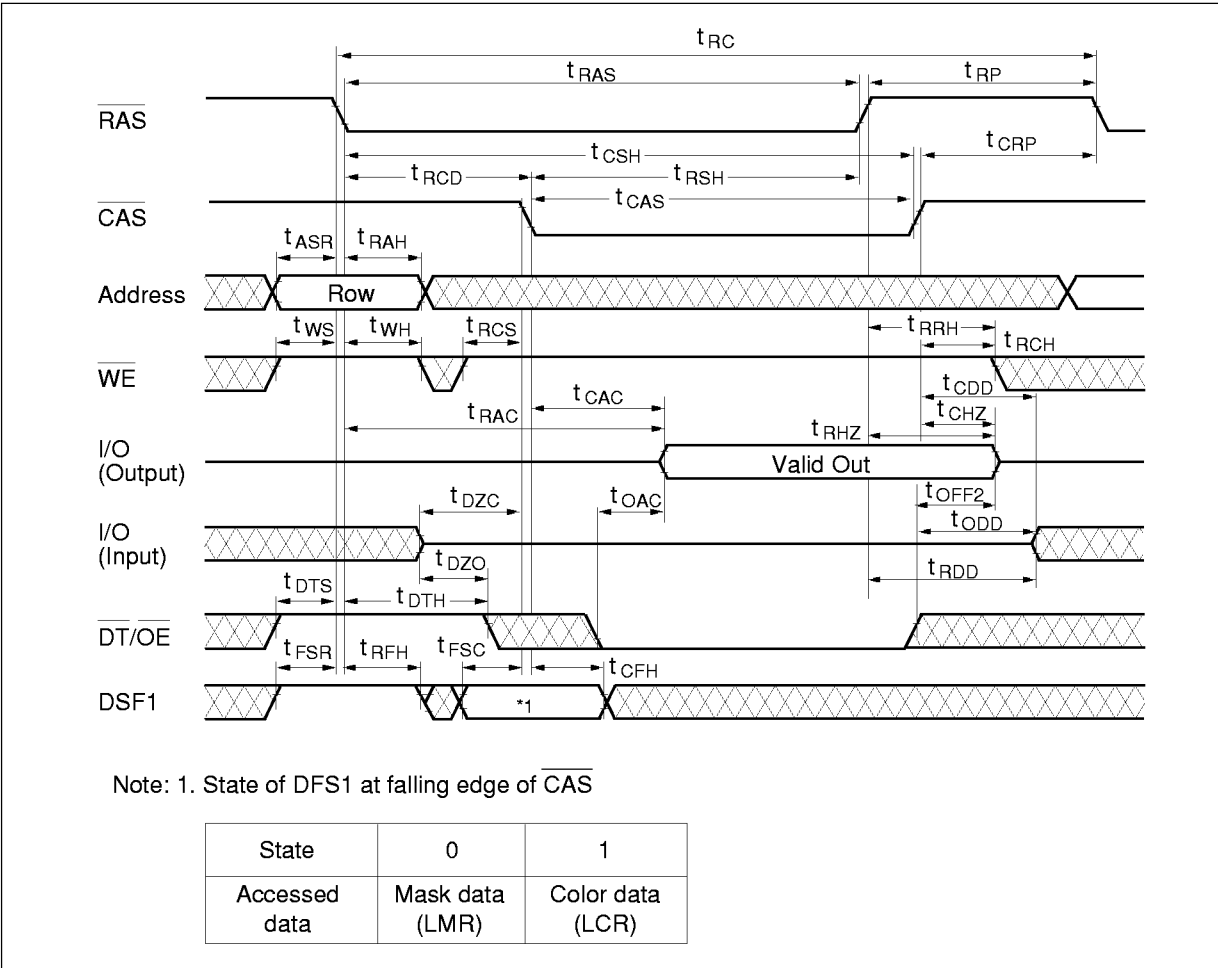 tRC
tRAS tRP
RAS
tCSH tCRP
tRCD tRSH
CAS tCAS
tASR tRAH
Address Row
tWS tWH tRCS tRRH
tRCH
WE
tCDD
tCAC
tCHZ
tRAC
tRHZ
I/O
(Output)
Valid Out
tDZC tOAC tOFF2
tODD
I/O
(Input)
tDZO
tRDD
tDTS tDTH
DT/OE
tFSR tRFH tFSC tCFH
DSF1 *1
Note: 1. State of DFS1 at falling edge of CAS
State 0 1
Accessed data Mask data (LMR) Color data (LCR)